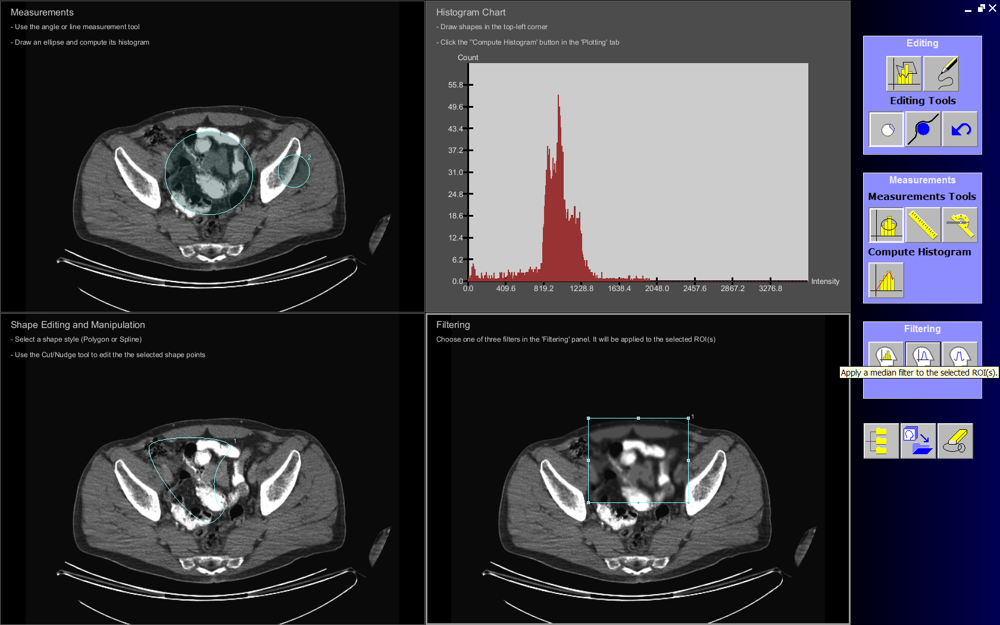 Measurements
- Use the angle or line measurement tool
- Draw an ellipse and compute its histogram
1
2
Histogram Chart
- Draw shapes in the top-left corner
- Click the "Compute Histogram' button in the 'Plotting' tab
Count
55.8
49.6
43.4
37.2
31.0
24.8
18.6
12.4
6.2
0.0
0.0 409.6 819.2 1228.8 1638.4 2048.0 2457.6 2867.2 3276.8
Intensity
Shape Editing and Manipulation
- Select a shape style (Polygon or Spline)
- Use the Cut/Nudge tool to edit the the selected shape points
1
Filtering
Choose one of three filters in the 'Filtering' panel. It will be applied to the selected ROI(s)
1
Editing
Editing Tools
Measurements
Measurements Tools
Compute Histogram
Filtering
Apply a median filter to the selected ROI(s).